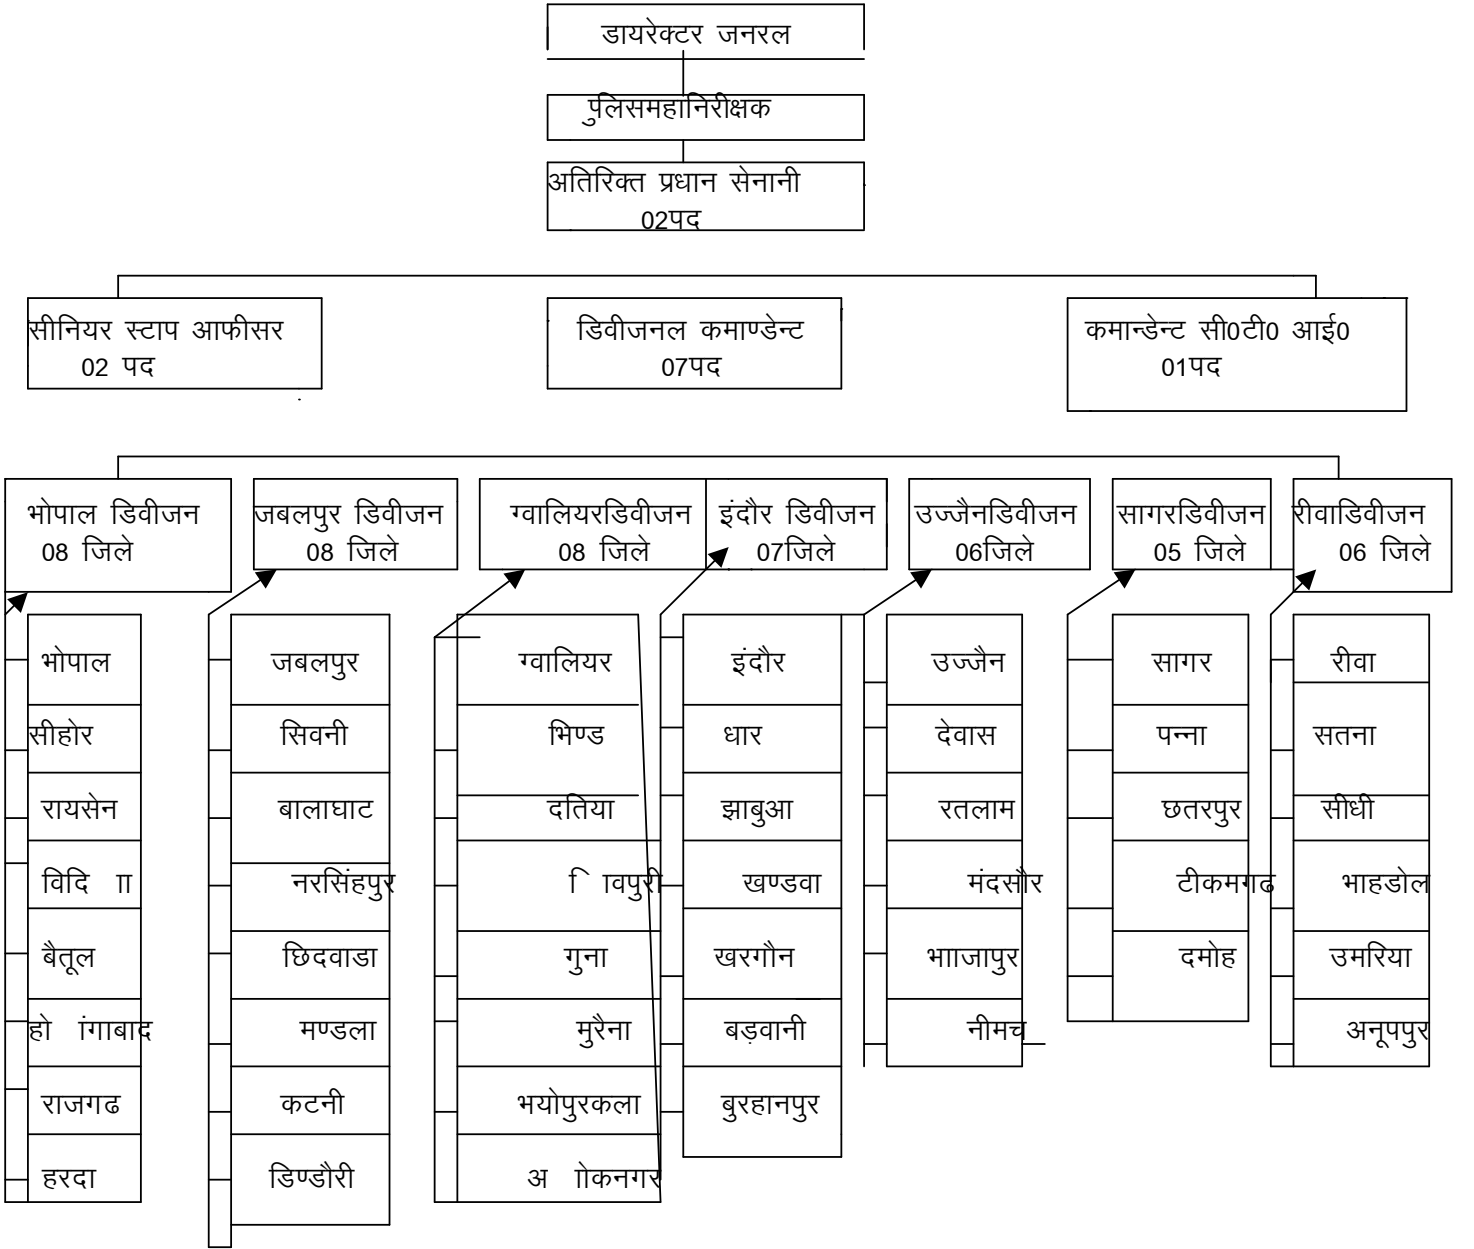 डायरेक्टर जनरल
पुलिसमहानिरीक्षक
अतिरिक्त प्रधान सेनानी
02पद
सीनियर स्टाप आफीसर
02 पद
डिवीजनल कमाण्डेन्ट
07पद
कमान्डेन्ट सी0टी0 आई0
01पद
भोपाल डिवीजन
08 जिले
जबलपुर डिवीजन
08 जिले
ग्वालियरडिवीजन
08 जिले
इंदौर डिवीजन
07जिले
उज्जैनडिवीजन
06जिले
सागरडिवीजन
05 जिले
रीवाडिवीजन
06 जिले
भोपाल
सीहोर
रायसेन
विदि ाा
बैतूल
हो ांगाबाद
राजगढ
हरदा
जबलपुर
सिवनी
बालाघाट
नरसिंहपुर
छिदवाडा
मण्डला
कटनी
डिण्डौरी
ग्वालियर
भिण्ड
दतिया
ि ावपुरी
गुना
मुरैना
भयोपुरकला
अ ाोकनगर
इंदौर
धार
झाबुआ
खण्डवा
खरगौन
बड़वानी
बुरहानपुर
उज्जैन
देवास
रतलाम
मंदसौर
भााजापुर
नीमच
सागर
पन्ना
छतरपुर
टीकमगढ
दमोह
रीवा
सतना
सीधी
भाहडोल
उमरिया
अनूपपुर